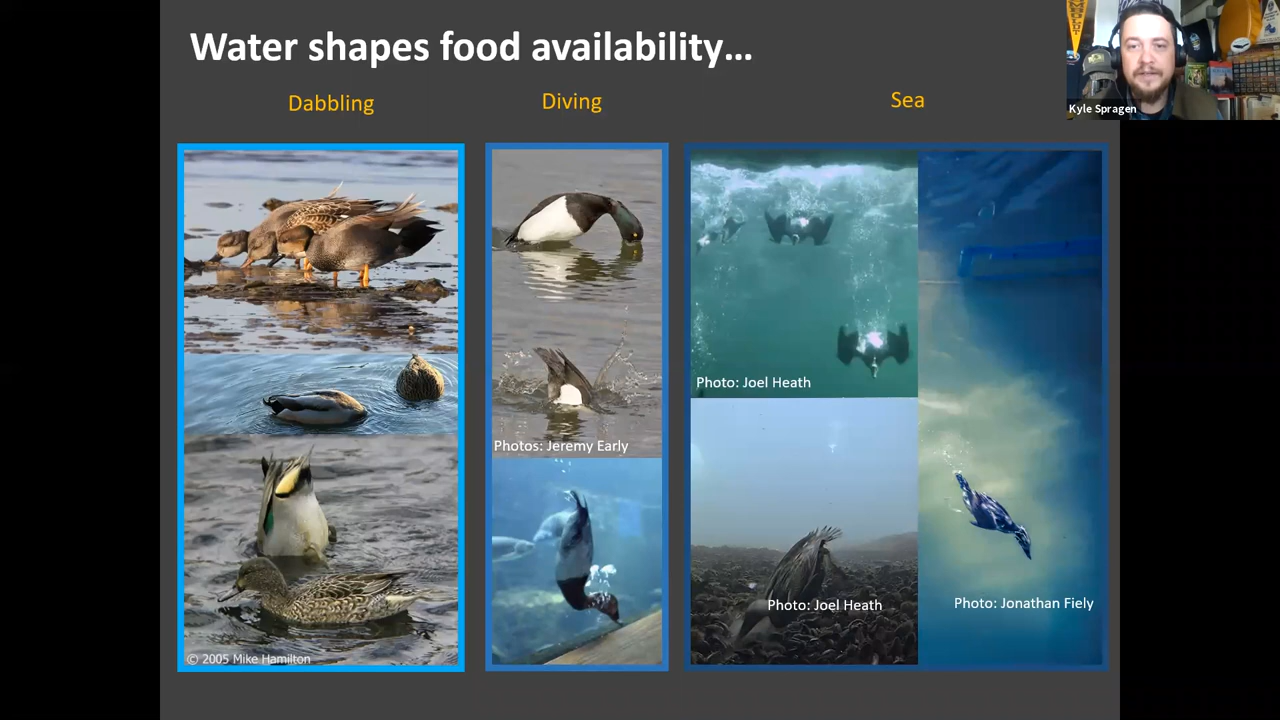 Water shapes food availability...
Dabbling
Diving
Sea
Kyle Spragen
Photo: Joel Heath
Photos: Jeremy Early
Photo: Joel Heath
Photo: Jonathan Fiely
© 2005 Mike Hamilton